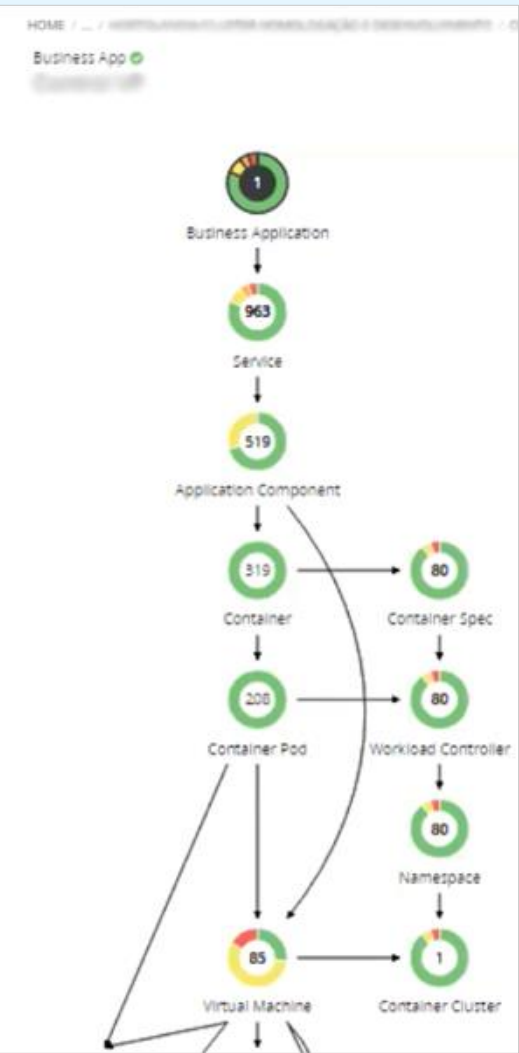 HOME / ... /
Business App
1
Business Application
963
Service
519
Application Component
319
80
Container
Container Spec
208
80
Container Pod
Workload Controller
80
Namespace
85
1
Virtual Machine
Container Cluster